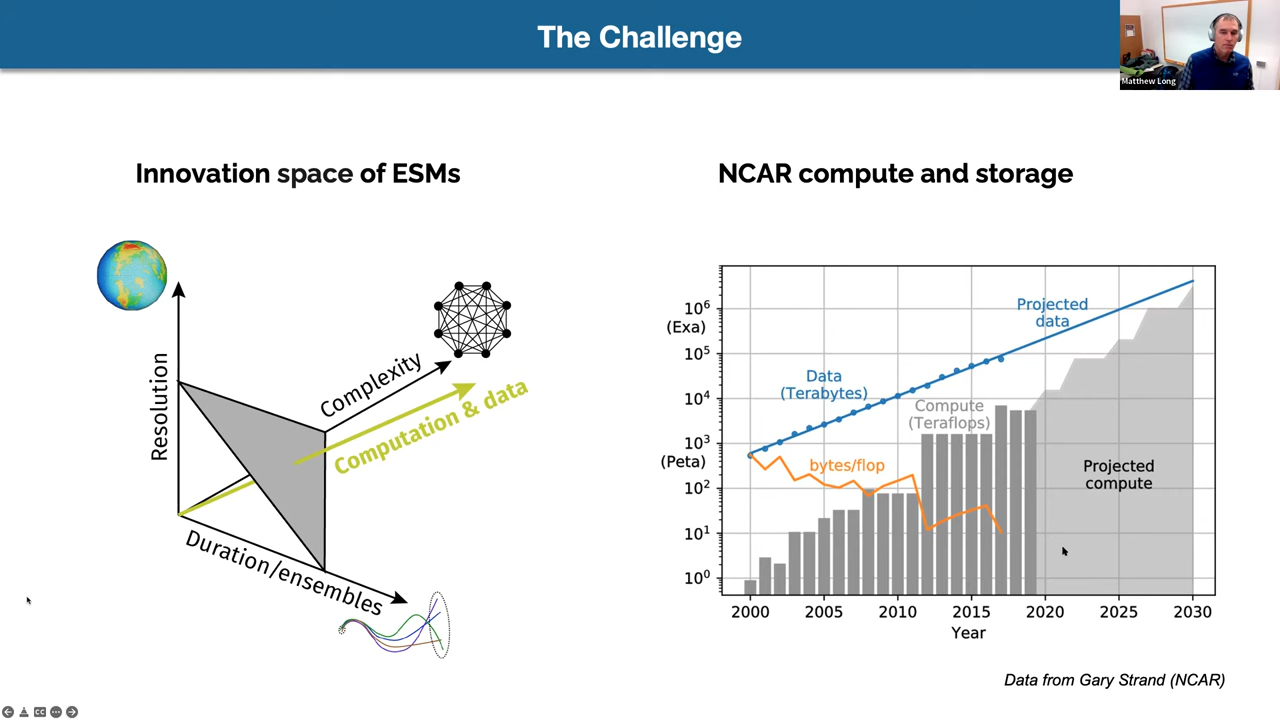 The Challenge
Matthew Long
Innovation space of ESMs
NCAR compute and storage
Resolution
Complexity
Computation & data
Duration/ensembles
10⁶
(Exa)
10⁵
10⁴
10³
(Peta)
10²
10¹
10⁰
Projected
data
Data
(Terabytes)
Compute
(Teraflops)
bytes/flop
Projected
compute
2000 2005 2010 2015 2020 2025 2030
Year
Data from Gary Strand (NCAR)
CC